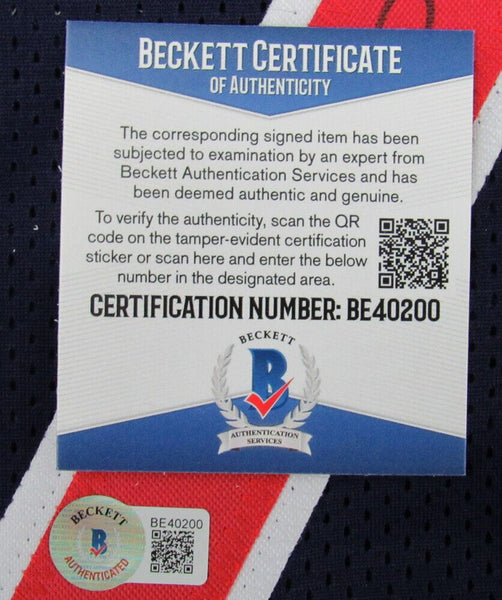 BECKETT CERTIFICATE
OF AUTHENTICITY
The corresponding signed item has been
subjected to examination by an expert from
Beckett Authentication Services and has
been deemed authentic and genuine.
To verify the authenticity, scan the QR
code on the tamper-evident certification
sticker or scan here and enter the below
number in the designated area.
CERTIFICATION NUMBER: BE40200
BECKETT
B
AUTHENTICATION
SERVICES
BECKETT
B
AUTHENTICATED
BE40200